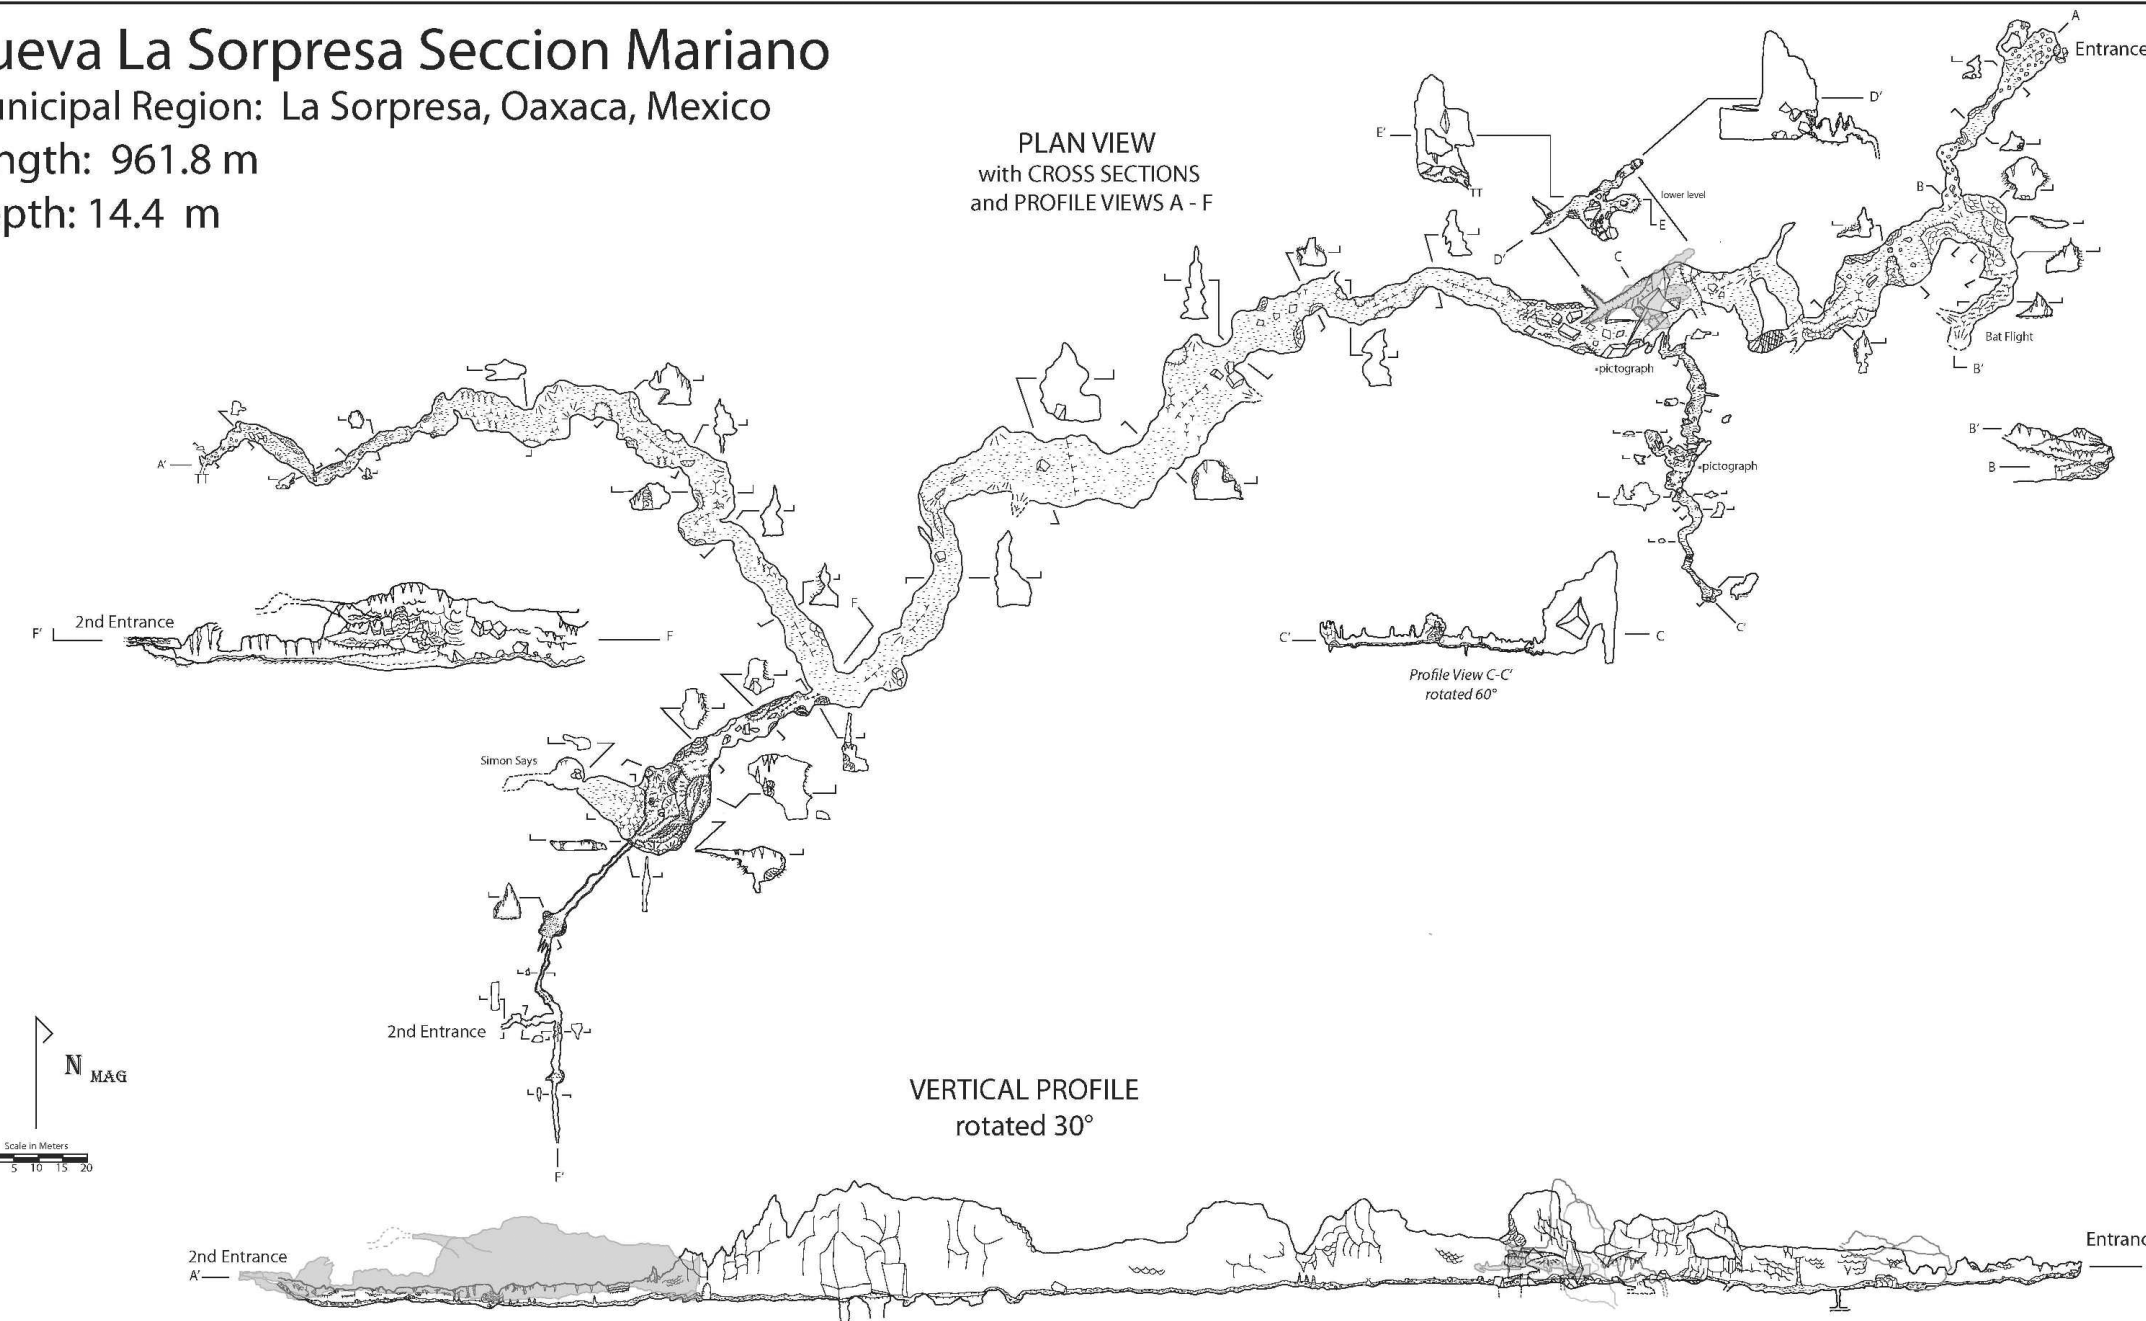 ueva La Sorpresa Seccion Mariano
unicipal Region: La Sorpresa, Oaxaca, Mexico
ngth: 961.8 m
pth: 14.4 m
PLAN VIEW
with CROSS SECTIONS
and PROFILE VIEWS A - F
A
Entrance
D'
E'
TT
lower level
E
D'
C
B
Bat Flight
B'
pictograph
pictograph
B'
B
C'
C'
C
Profile View C-C'
rotated 60°
A'
TT
F
F'
2nd Entrance
F
Simon Says
2nd Entrance
F'
N MAG
Scale in Meters
5 10 15 20
VERTICAL PROFILE
rotated 30°
2nd Entrance
A'
Entranc